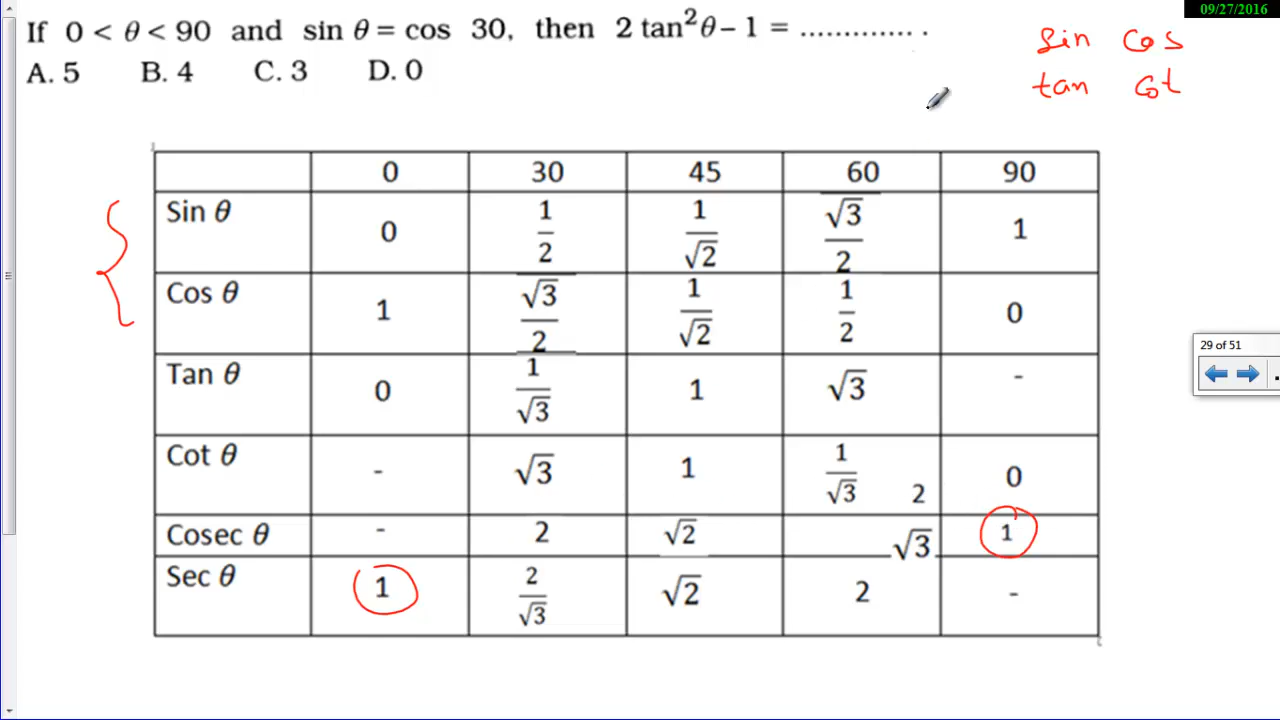 09/27/2016
If 0 < θ < 90 and sin θ = cos 30, then 2 tan²θ – 1 = .............. .
A. 5 B. 4 C. 3 D. 0
sin cos
tan cot
0 30 45 60 90
Sin θ 0 1/2 1/√2 √3/2 1
Cos θ 1 √3/2 1/√2 1/2 0
Tan θ 0 1/√3 1 √3 -
Cot θ - √3 1 1/√3 0
Cosec θ - 2 √2 2/√3 1
Sec θ 1 2/√3 √2 2 -
29 of 51